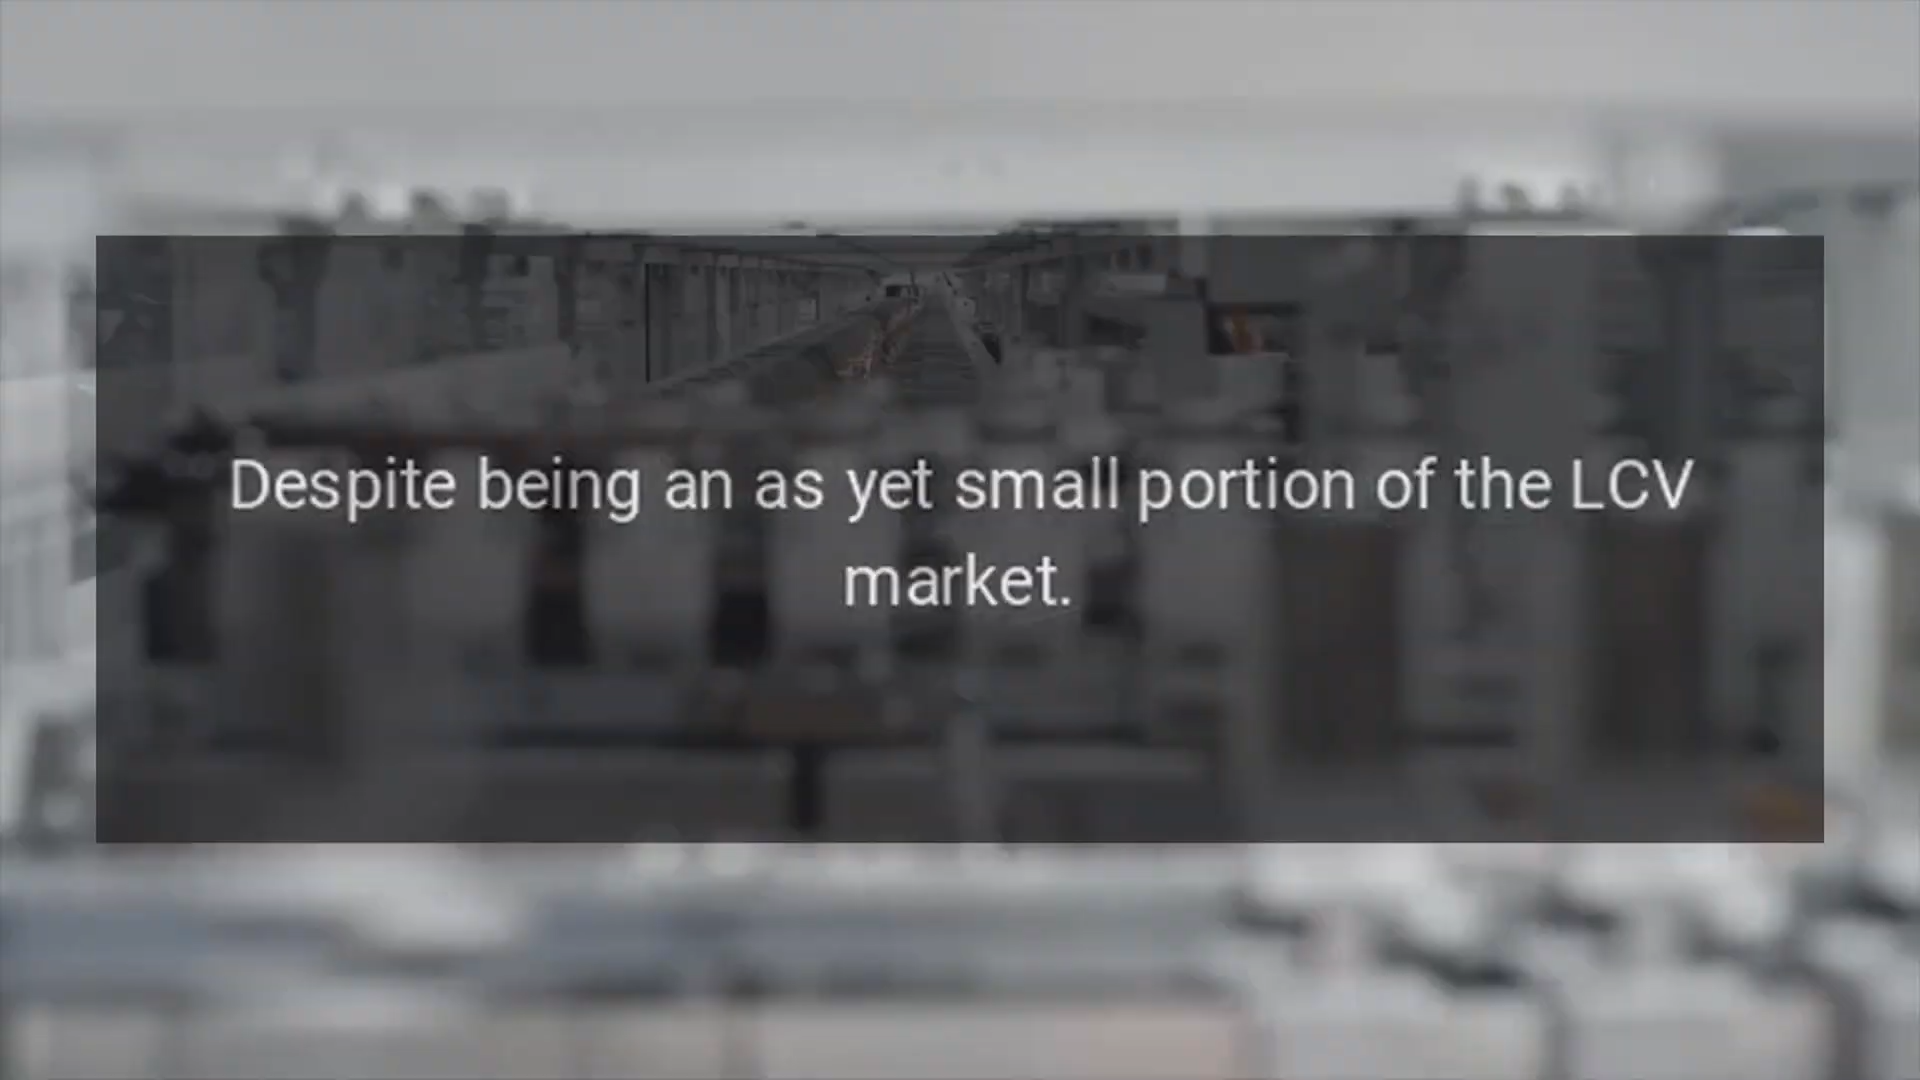 Despite being an as yet small portion of the LCV
market.